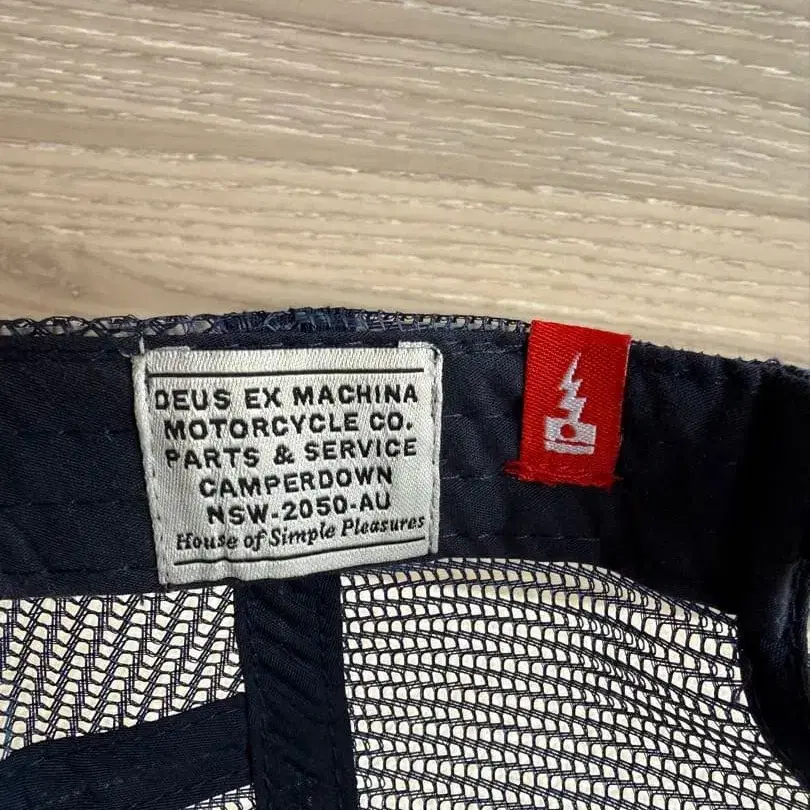 DEUS EX MACHINA
MOTORCYCLE CO.
PARTS & SERVICE
CAMPERDOWN
NSW-2050-AU
House of Simple Pleasures